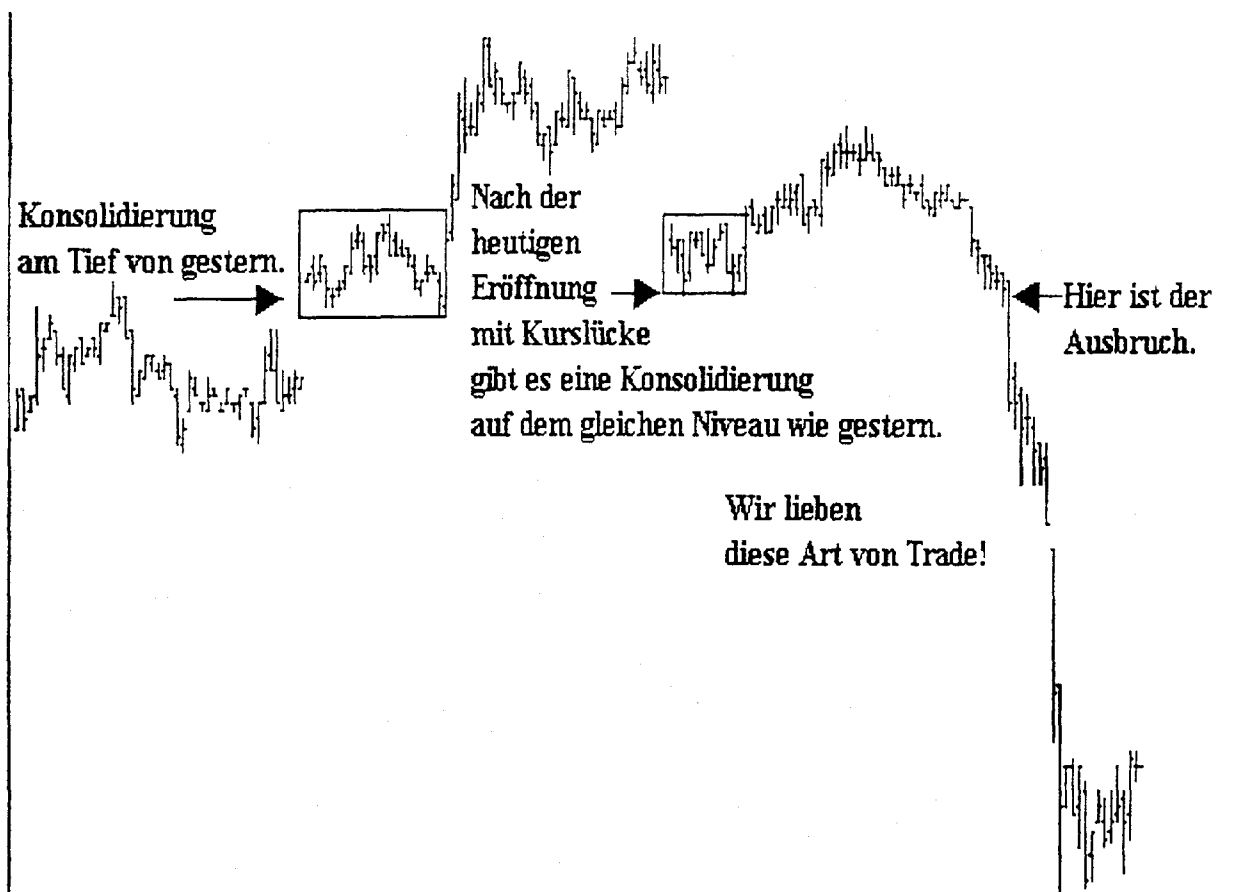 Konsolidierung
am Tief von gestern.
Nach der
heutigen
Eröffnung
mit Kurslücke
gibt es eine Konsolidierung
auf dem gleichen Niveau wie gestern.
Hier ist der
Ausbruch.
Wir lieben
diese Art von Trade!